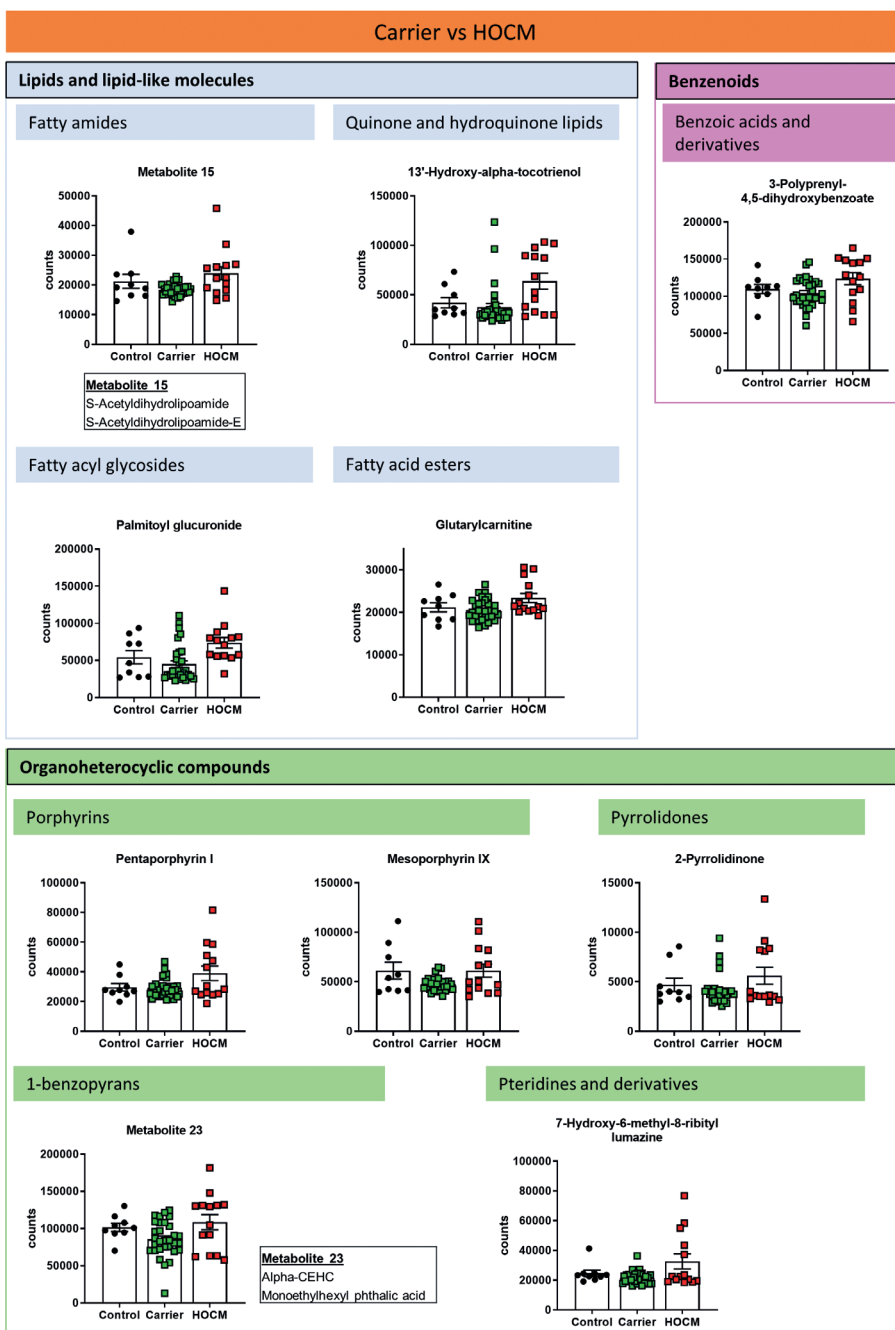 Carrier vs HOCM
Lipids and lipid-like molecules
Fatty amides
Quinone and hydroquinone lipids
Metabolite 15
50000
40000
30000
20000
10000
0
counts
Control Carrier HOCM
Metabolite 15
S-Acetyldihydrolipoamide
S-Acetyldihydrolipoamide-E
13'-Hydroxy-alpha-tocotrienol
150000
100000
50000
0
counts
Control Carrier HOCM
Fatty acyl glycosides
Fatty acid esters
Palmitoyl glucuronide
200000
150000
100000
50000
0
counts
Control Carrier HOCM
Glutarylcarnitine
30000
20000
10000
0
counts
Control Carrier HOCM
Benzenoids
Benzoic acids and
derivatives
3-Polyprenyl-
4,5-dihydroxybenzoate
200000
150000
100000
50000
0
counts
Control Carrier HOCM
Organoheterocyclic compounds
Porphyrins
Pyrrolidones
Pentaporphyrin I
100000
80000
60000
40000
20000
0
counts
Control Carrier HOCM
Mesoporphyrin IX
150000
100000
50000
0
counts
Control Carrier HOCM
2-Pyrrolidinone
15000
10000
5000
0
counts
Control Carrier HOCM
1-benzopyrans
Pteridines and derivatives
Metabolite 23
200000
150000
100000
50000
0
counts
Control Carrier HOCM
Metabolite 23
Alpha-CEHC
Monoethylhexyl phthalic acid
7-Hydroxy-6-methyl-8-ribityl
lumazine
100000
80000
60000
40000
20000
0
counts
Control Carrier HOCM